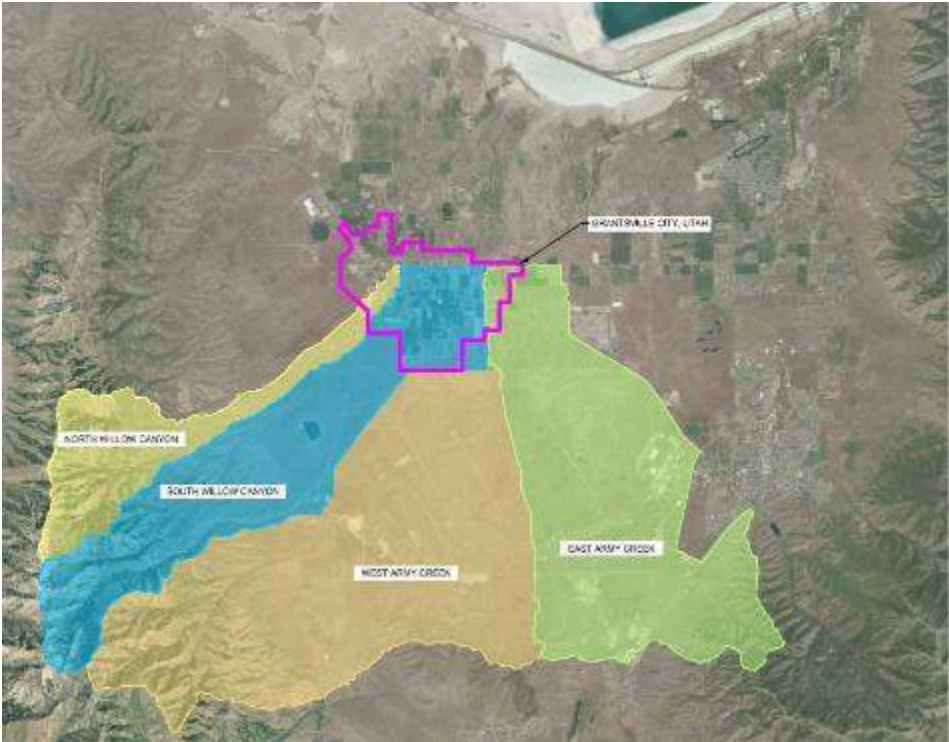 GRANTSVILLE CITY, UTAH
NORTH WILLOW CANYON
SOUTH WILLOW CANYON
EAST ARMY CREEK
WEST ARMY CREEK